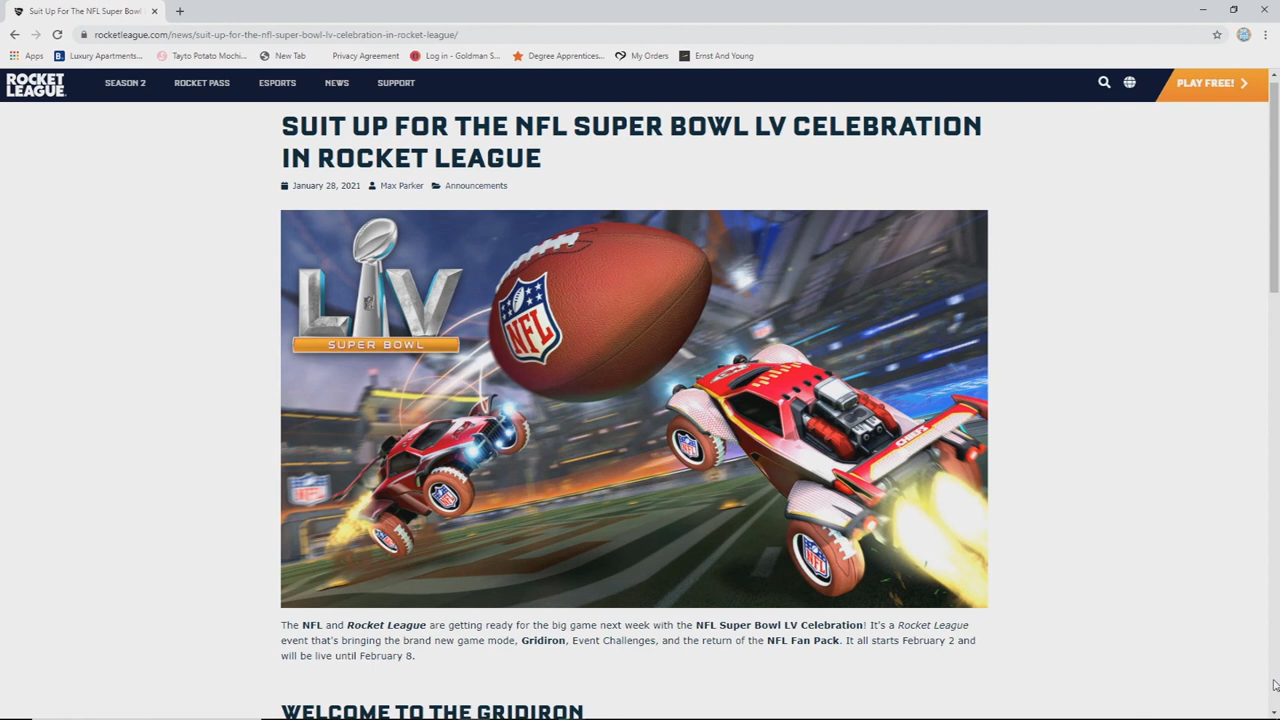 Suit Up For The NFL Super Bowl
rocketleague.com/news/suit-up-for-the-nfl-super-bowl-lv-celebration-in-rocket-league/
Apps
Luxury Apartments...
Tayto Potato Mochi...
New Tab
Privacy Agreement
Log in - Goldman S...
Degree Apprentices...
My Orders
Ernst And Young
ROCKET
LEAGUE
SEASON 2
ROCKET PASS
ESPORTS
NEWS
SUPPORT
PLAY FREE!
SUIT UP FOR THE NFL SUPER BOWL LV CELEBRATION
IN ROCKET LEAGUE
January 28, 2021
Max Parker
Announcements
LV
SUPER BOWL
NFL
CHIEFS
NFL
NFL
NFL
The NFL and Rocket League are getting ready for the big game next week with the NFL Super Bowl LV Celebration! It's a Rocket League
event that's bringing the brand new game mode, Gridiron, Event Challenges, and the return of the NFL Fan Pack. It all starts February 2 and
will be live until February 8.
WELCOME TO THE GRIDIRON